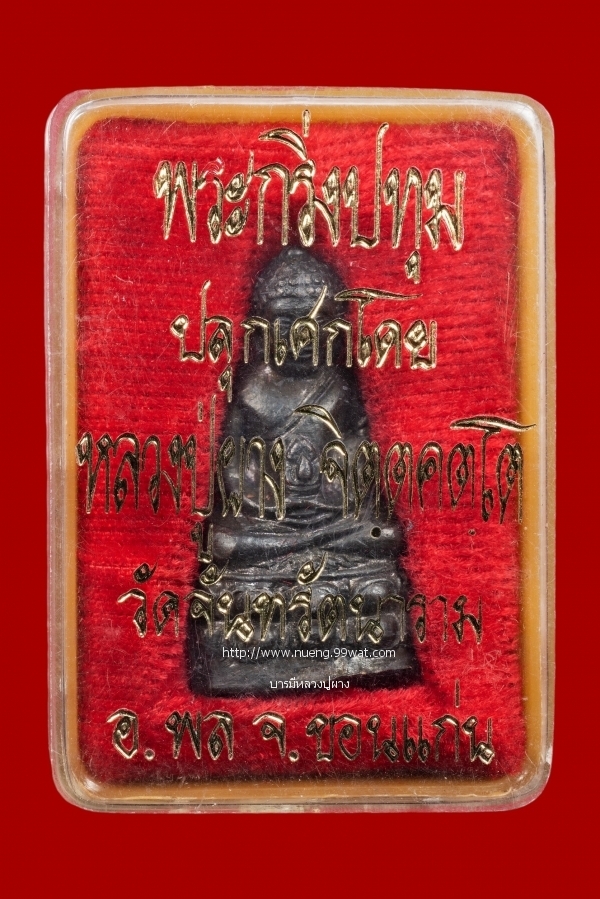 พระกริ่งปทุม
ปลุกเศกโดย
หลวงปู่ผาง จิตฺตคตฺโต
วัดจันทรัตนาราม
http://www.nueng.99wat.com
บารมีหลวงปู่ผาง
อ.พล จ.ขอนแก่น